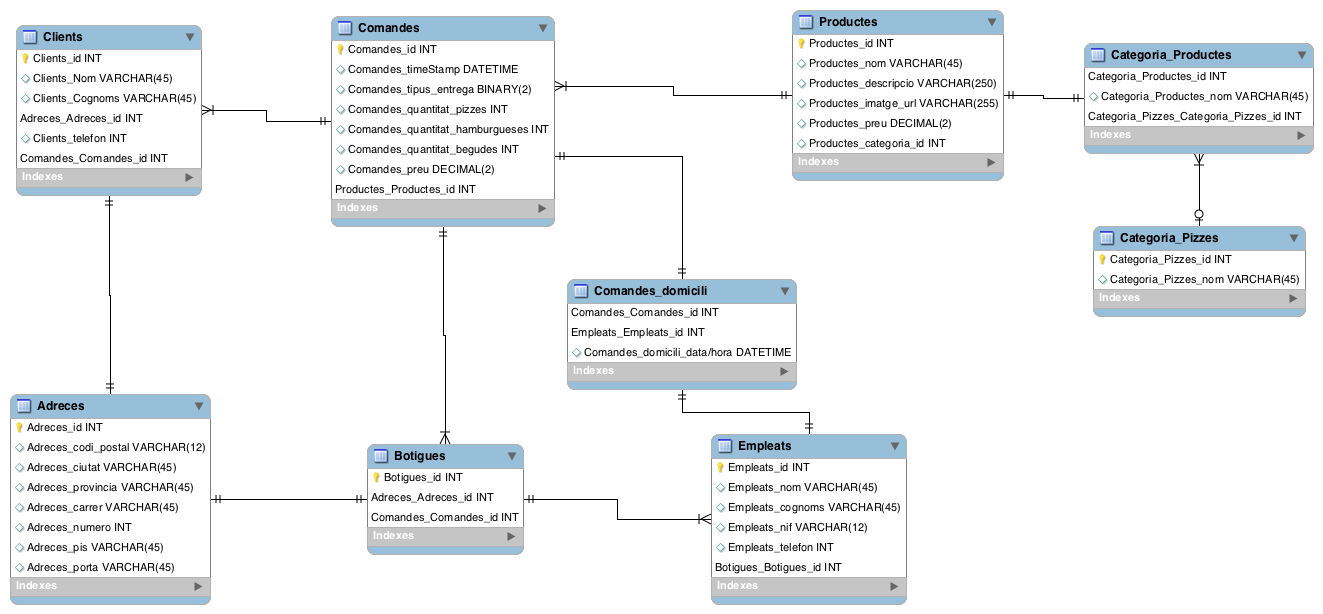 Clients
Clients_id INT
Clients_Nom VARCHAR(45)
Clients_Cognoms VARCHAR(45)
Adreces_Adreces_id INT
Clients_telefon INT
Comandes_Comandes_id INT
Indexes
Comandes
Comandes_id INT
Comandes_timeStamp DATETIME
Comandes_tipus_entrega BINARY(2)
Comandes_quantitat_pizzes INT
Comandes_quantitat_hamburgueses INT
Comandes_quantitat_begudes INT
Comandes_preu DECIMAL(2)
Productes_Productes_id INT
Indexes
Productes
Productes_id INT
Productes_nom VARCHAR(45)
Productes_descripcio VARCHAR(250)
Productes_imatge_url VARCHAR(255)
Productes_preu DECIMAL(2)
Productes_categoria_id INT
Indexes
Categoria_Productes
Categoria_Productes_id INT
Categoria_Productes_nom VARCHAR(45)
Categoria_Pizzes_Categoria_Pizzes_id INT
Indexes
Categoria_Pizzes
Categoria_Pizzes_id INT
Categoria_Pizzes_nom VARCHAR(45)
Indexes
Comandes_domicili
Comandes_Comandes_id INT
Empleats_Empleats_id INT
Comandes_domicili_data/hora DATETIME
Indexes
Adreces
Adreces_id INT
Adreces_codi_postal VARCHAR(12)
Adreces_ciutat VARCHAR(45)
Adreces_provincia VARCHAR(45)
Adreces_carrer VARCHAR(45)
Adreces_numero INT
Adreces_pis VARCHAR(45)
Adreces_porta VARCHAR(45)
Indexes
Botigues
Botigues_id INT
Adreces_Adreces_id INT
Comandes_Comandes_id INT
Indexes
Empleats
Empleats_id INT
Empleats_nom VARCHAR(45)
Empleats_cognoms VARCHAR(45)
Empleats_nif VARCHAR(12)
Empleats_telefon INT
Botigues_Botigues_id INT
Indexes